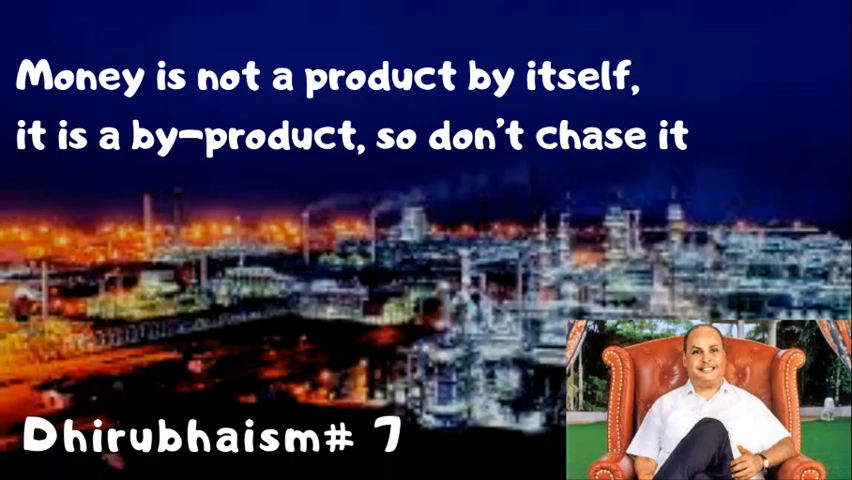 Money is not a product by itself,
it is a by-product, so don't chase it
Dhirubhaism# 7